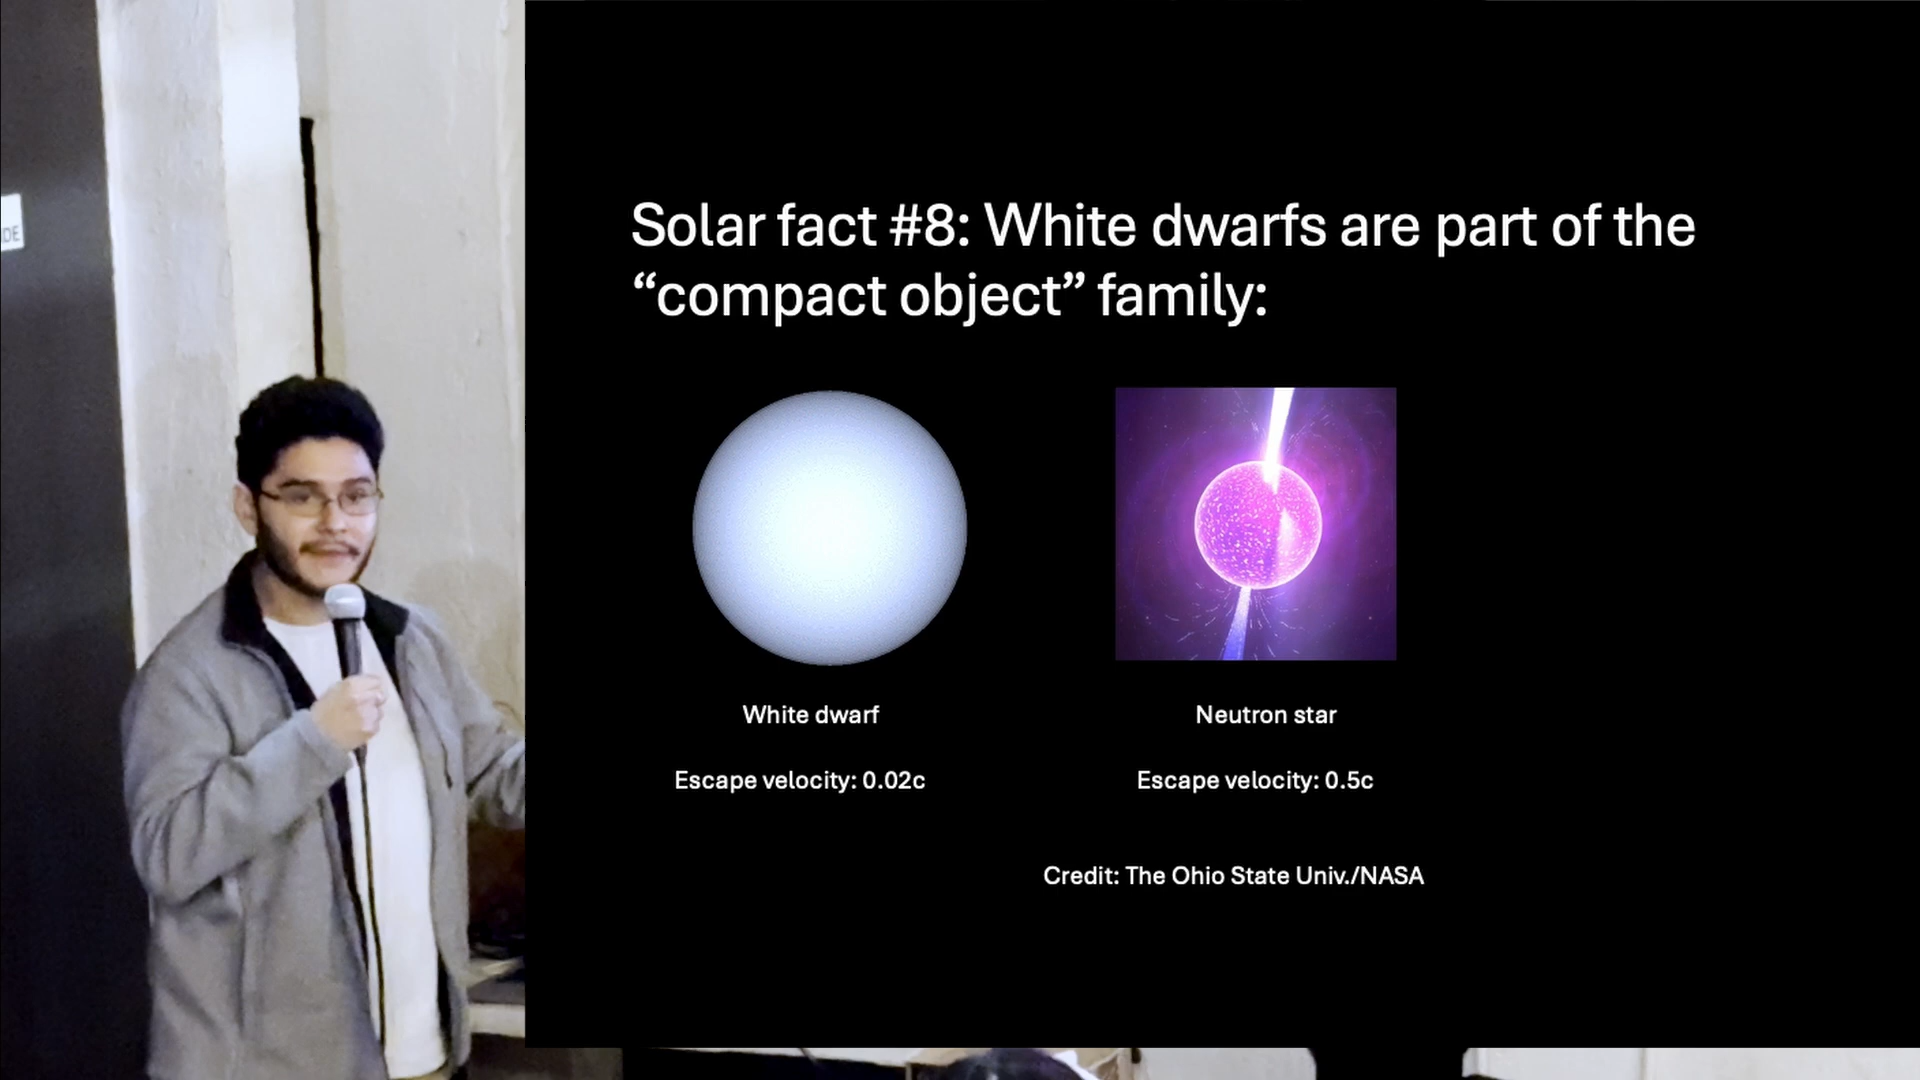 Solar fact #8: White dwarfs are part of the
“compact object” family:
White dwarf
Neutron star
Escape velocity: 0.02c
Escape velocity: 0.5c
Credit: The Ohio State Univ./NASA